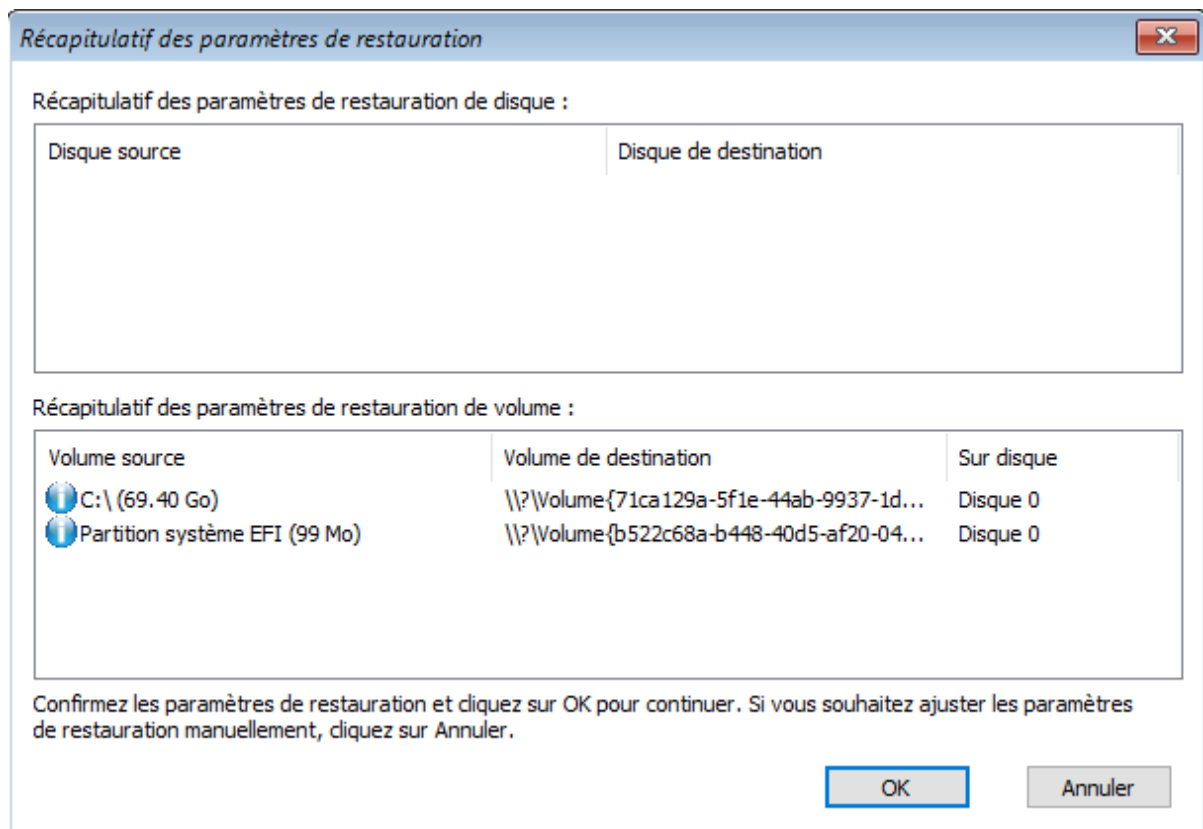 Récapitulatif des paramètres de restauration
Récapitulatif des paramètres de restauration de disque :
Disque source Disque de destination
Récapitulatif des paramètres de restauration de volume :
Volume source Volume de destination Sur disque
C:\ (69.40 Go) \\?\Volume{71ca129a-5f1e-44ab-9937-1d... Disque 0
Partition système EFI (99 Mo) \\?\Volume{b522c68a-b448-40d5-af20-04... Disque 0
Confirmez les paramètres de restauration et cliquez sur OK pour continuer. Si vous souhaitez ajuster les paramètres
de restauration manuellement, cliquez sur Annuler.
OK Annuler